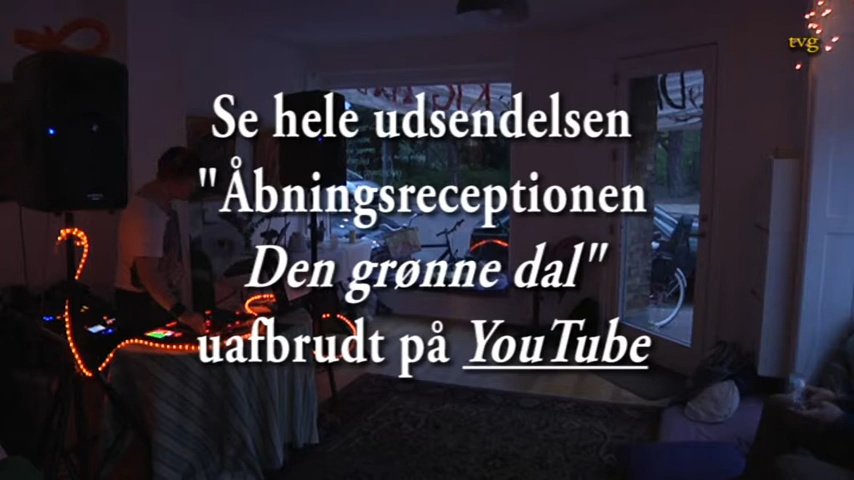 Se hele udsendelsen
"Åbningsreceptionen
Den grønne dal"
uafbrudt på YouTube
tvg